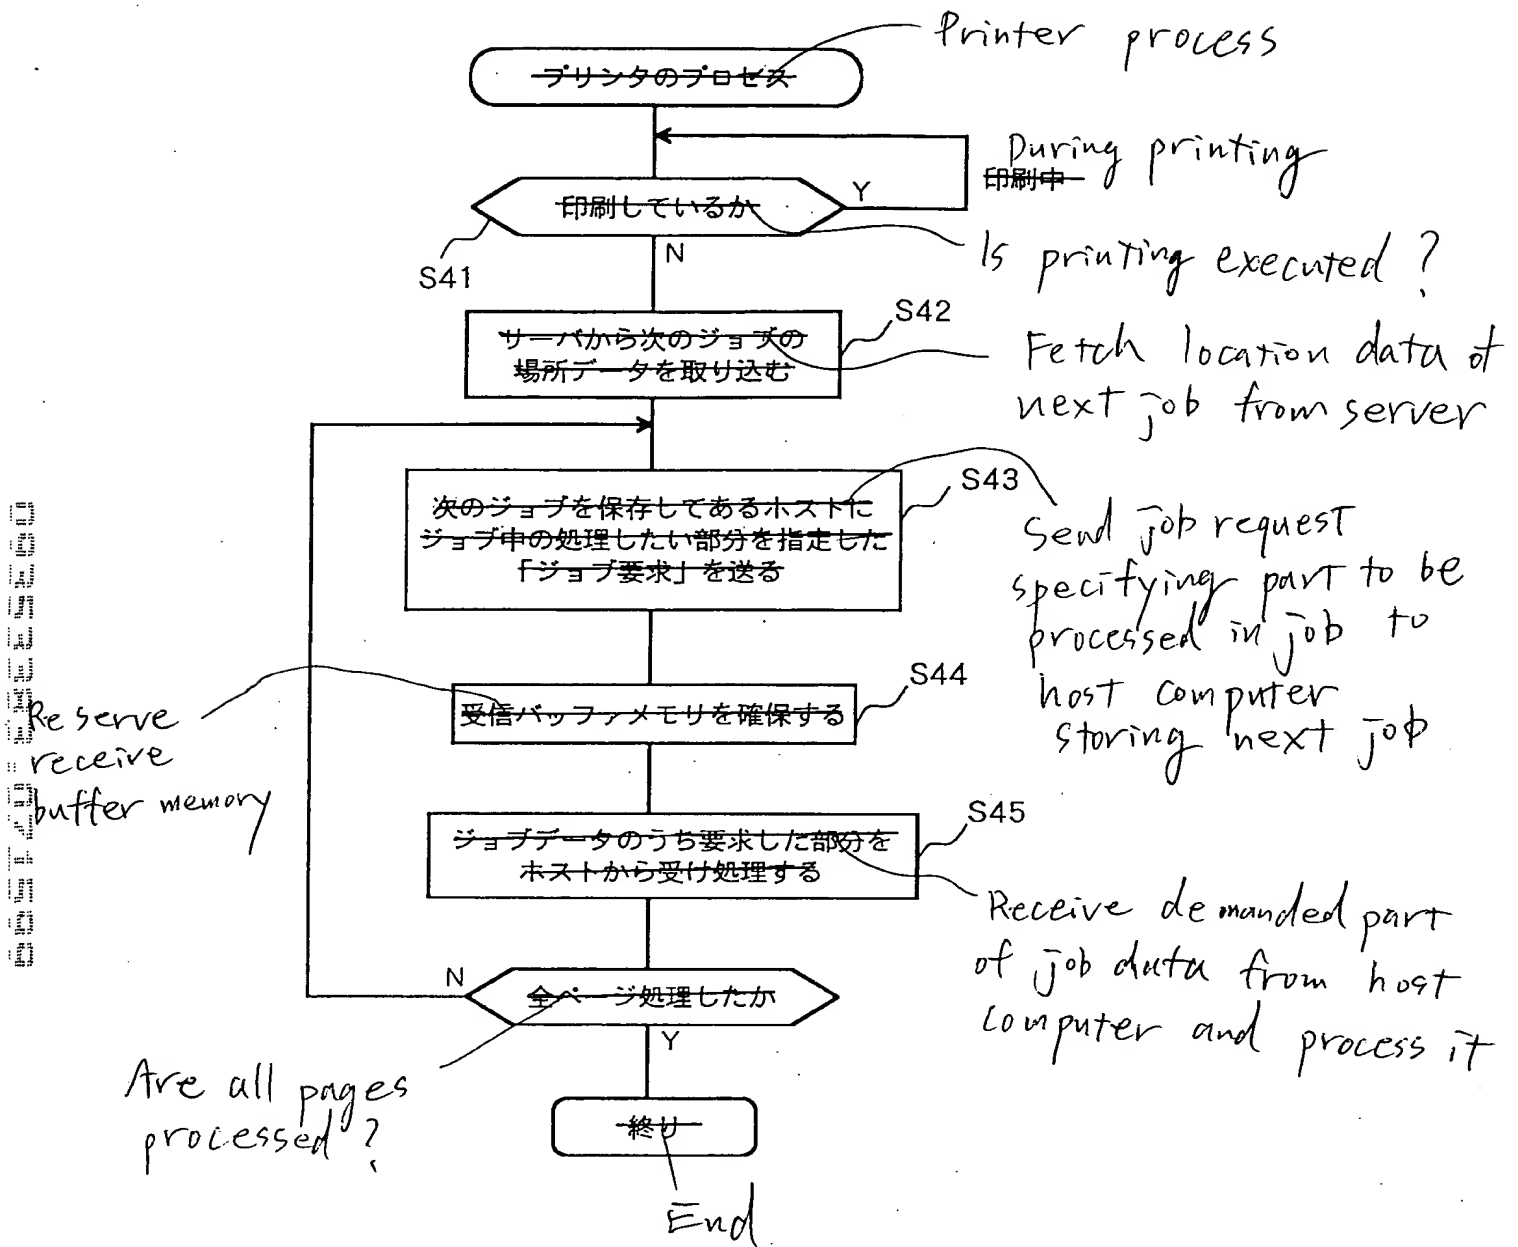 Printer process
プリンタのプロセス
During printing
印刷中
印刷しているか
Y
Is printing executed?
S41
N
S42
サーバから次のジョブの
場所データを取り込む
Fetch location data of
next job from server
S43
次のジョブを保存してあるホストに
ジョブ中の処理したい部分を指定した
「ジョブ要求」を送る
Send job request
specifying part to be
processed in job to
host computer
storing next job
S44
受信バッファメモリを確保する
Reserve
receive
buffer memory
S45
ジョブデータのうち要求した部分を
ホストから受け処理する
Receive demanded part
of job data from host
computer and process it
N
全ページ処理したか
Y
Are all pages
processed?
終り
End